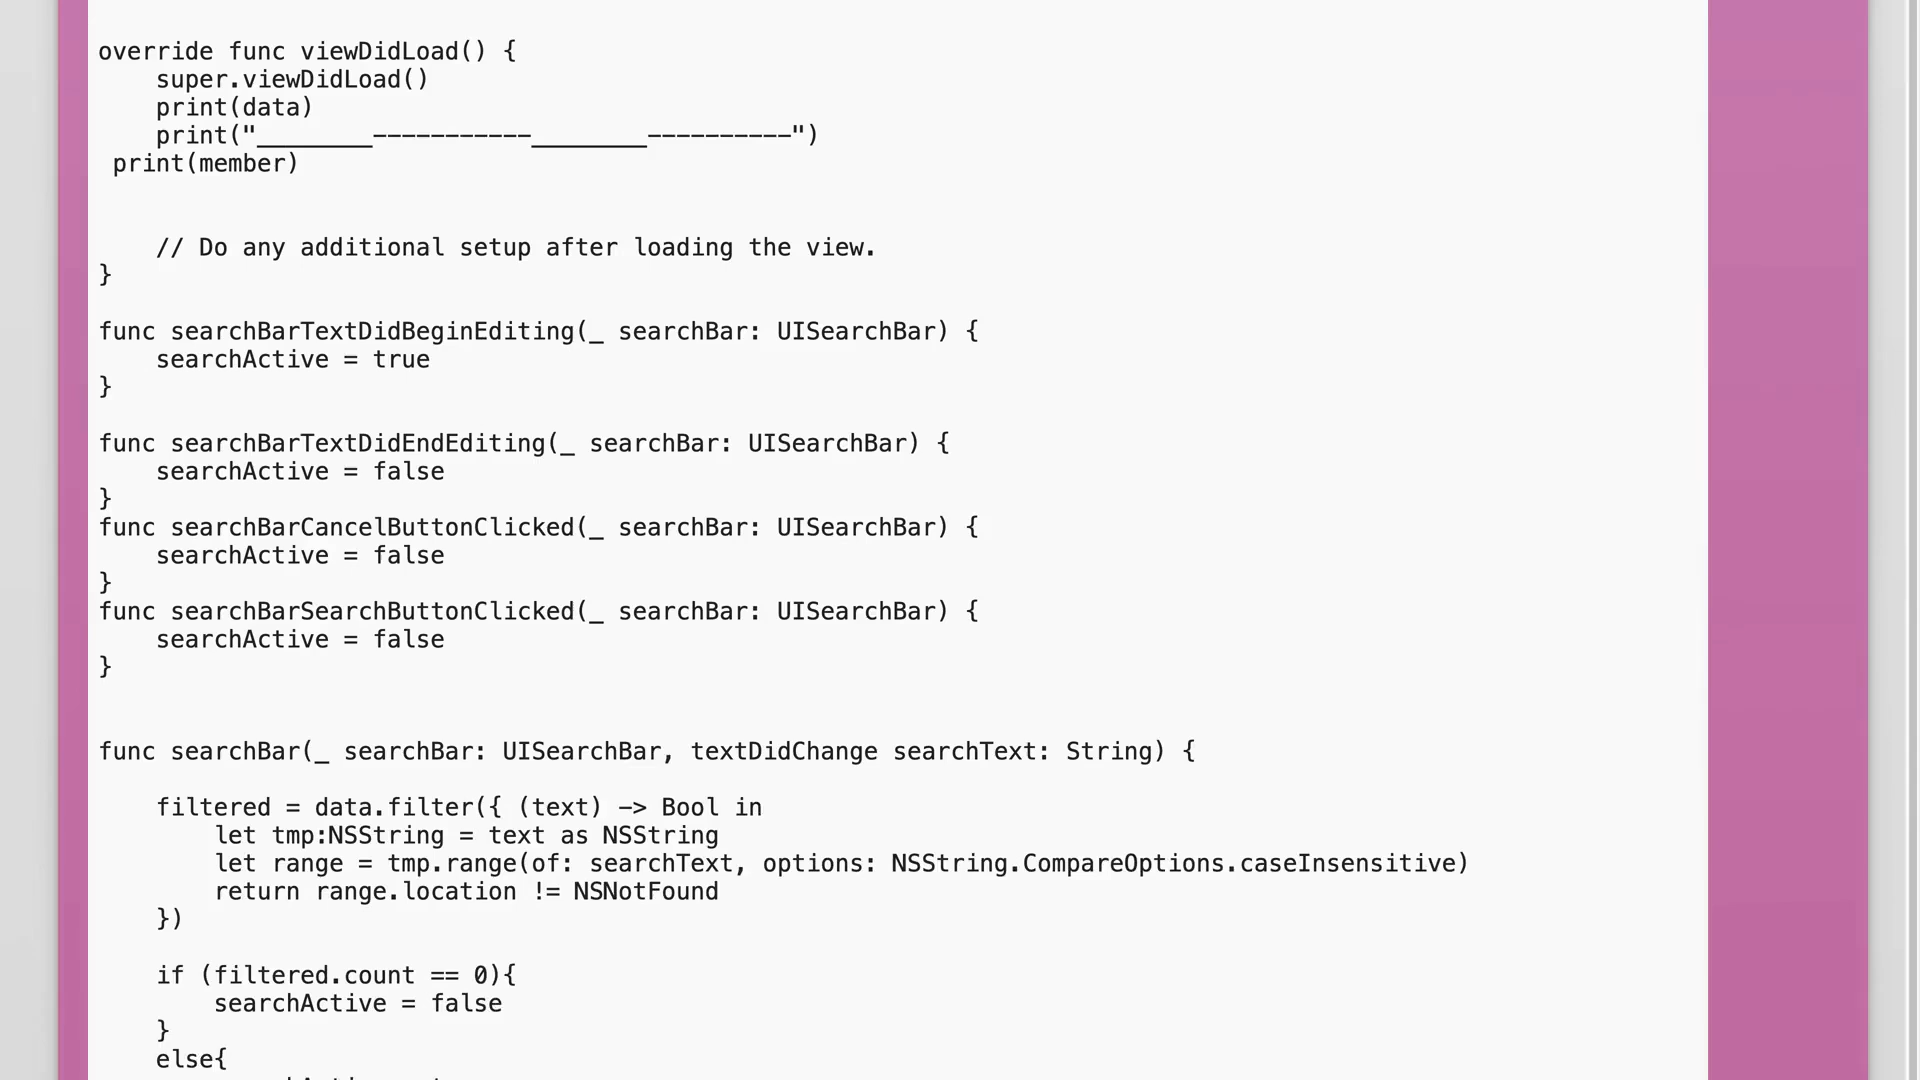 override func viewDidLoad() {
    super.viewDidLoad()
    print(data)
    print("________-----------________----------")
 print(member)
    // Do any additional setup after loading the view.
}
func searchBarTextDidBeginEditing(_ searchBar: UISearchBar) {
    searchActive = true
}
func searchBarTextDidEndEditing(_ searchBar: UISearchBar) {
    searchActive = false
}
func searchBarCancelButtonClicked(_ searchBar: UISearchBar) {
    searchActive = false
}
func searchBarSearchButtonClicked(_ searchBar: UISearchBar) {
    searchActive = false
}
func searchBar(_ searchBar: UISearchBar, textDidChange searchText: String) {
    filtered = data.filter({ (text) -> Bool in
        let tmp:NSString = text as NSString
        let range = tmp.range(of: searchText, options: NSString.CompareOptions.caseInsensitive)
        return range.location != NSNotFound
    })
    if (filtered.count == 0){
        searchActive = false
    }
    else{